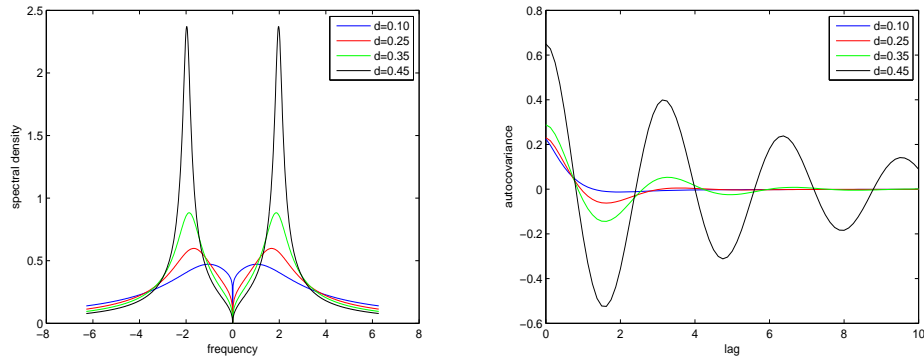 2.5
2
1.5
1
0.5
0
-8 -6 -4 -2 0 2 4 6 8
spectral density
frequency
d=0.10
d=0.25
d=0.35
d=0.45
0.8
0.6
0.4
0.2
0
-0.2
-0.4
-0.6
0 2 4 6 8 10
autocovariance
lag
d=0.10
d=0.25
d=0.35
d=0.45